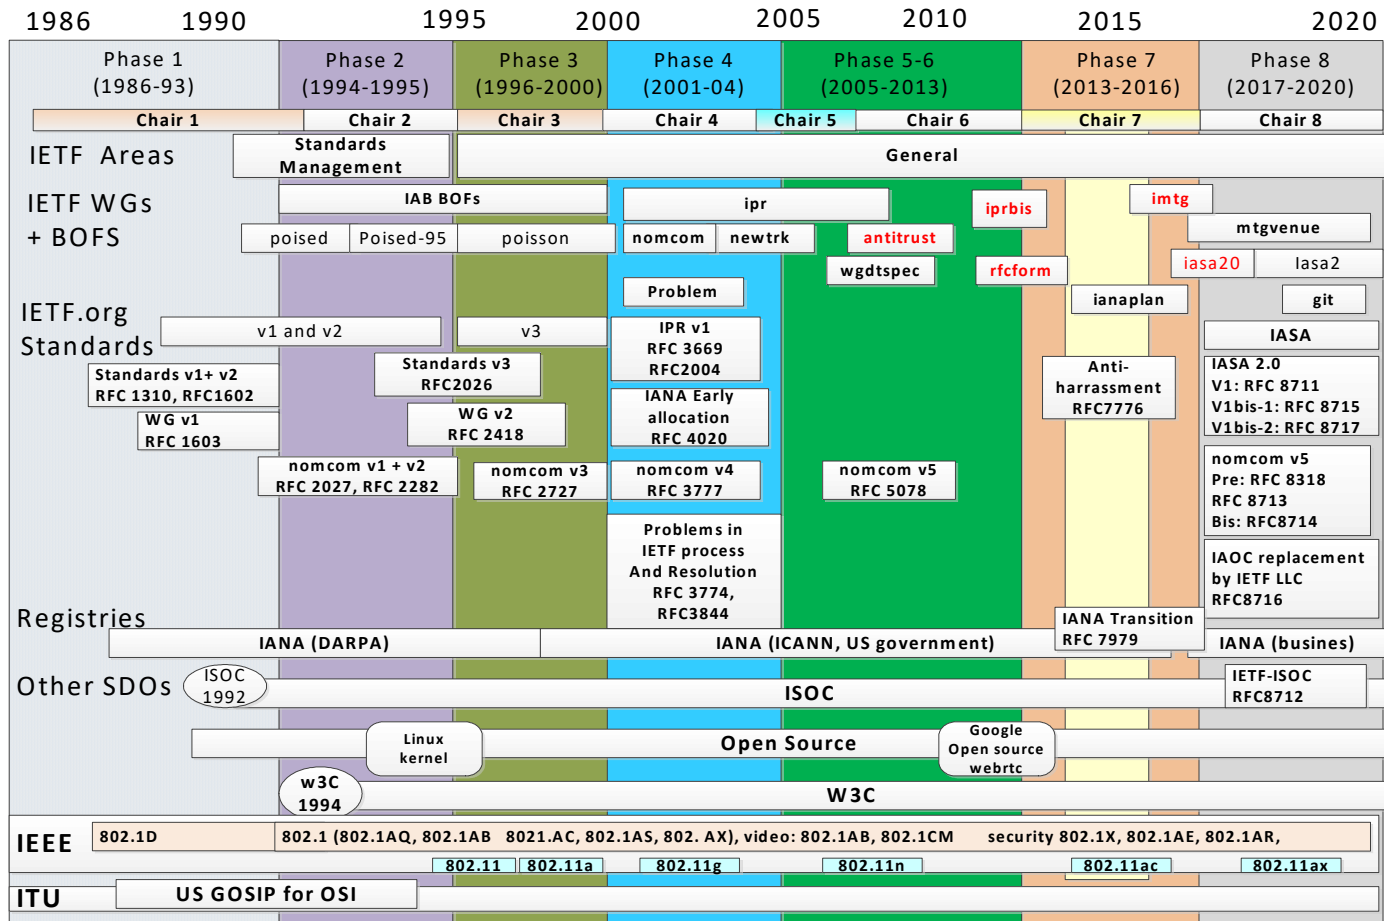 1986 1990 1995 2000 2005 2010 2015 2020
Phase 1
(1986-93)
Phase 2
(1994-1995)
Phase 3
(1996-2000)
Phase 4
(2001-04)
Phase 5-6
(2005-2013)
Phase 7
(2013-2016)
Phase 8
(2017-2020)
Chair 1 Chair 2 Chair 3 Chair 4 Chair 5 Chair 6 Chair 7 Chair 8
IETF Areas
Standards
Management
General
IETF WGs
+ BOFS
IAB BOFs
ipr
iprbis
imtg
mtgvenue
poised
Poised-95
poisson
nomcom
newtrk
antitrust
wgdtspec
rfcform
iasa20
Iasa2
Problem
ianaplan
git
IETF.org
Standards
v1 and v2
v3
IPR v1
RFC 3669
RFC2004
IASA
Standards v1+ v2
RFC 1310, RFC1602
Standards v3
RFC2026
Anti-
harrassment
RFC7776
IASA 2.0
V1: RFC 8711
V1bis-1: RFC 8715
V1bis-2: RFC 8717
WG v1
RFC 1603
WG v2
RFC 2418
IANA Early
allocation
RFC 4020
nomcom v1 + v2
RFC 2027, RFC 2282
nomcom v3
RFC 2727
nomcom v4
RFC 3777
nomcom v5
RFC 5078
nomcom v5
Pre: RFC 8318
RFC 8713
Bis: RFC8714
Problems in
IETF process
And Resolution
RFC 3774,
RFC3844
IAOC replacement
by IETF LLC
RFC8716
Registries
IANA (DARPA)
IANA (ICANN, US government)
IANA Transition
RFC 7979
IANA (busines)
Other SDOs
ISOC
1992
ISOC
IETF-ISOC
RFC8712
Linux
kernel
Open Source
Google
Open source
webrtc
w3C
1994
W3C
IEEE
802.1D
802.1 (802.1AQ, 802.1AB 8021.AC, 802.1AS, 802. AX), video: 802.1AB, 802.1CM security 802.1X, 802.1AE, 802.1AR,
802.11 802.11a 802.11g 802.11n 802.11ac 802.11ax
ITU
US GOSIP for OSI